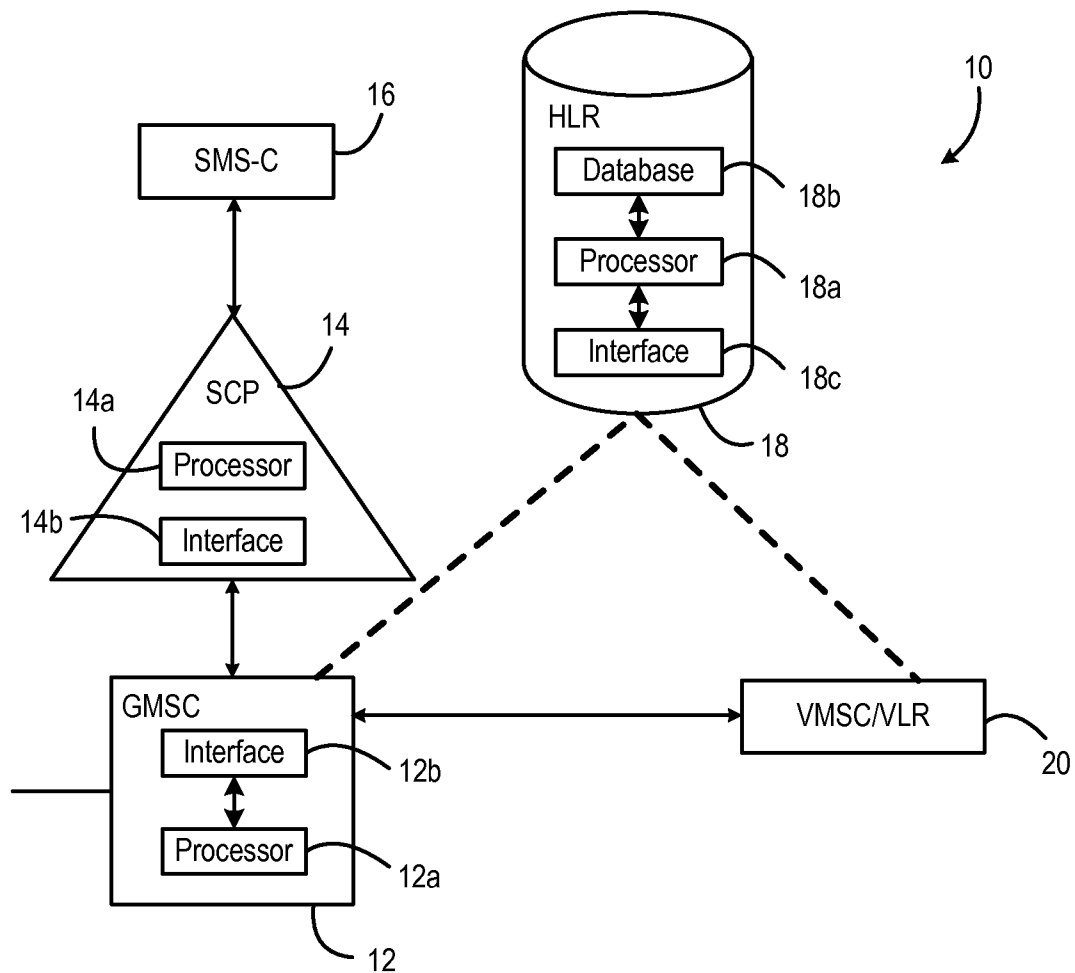 10
16
SMS-C
HLR
Database
18b
Processor
18a
Interface
18c
14
SCP
14a
Processor
18
14b
Interface
GMSC
VMSC/VLR
Interface
12b
20
Processor
12a
12